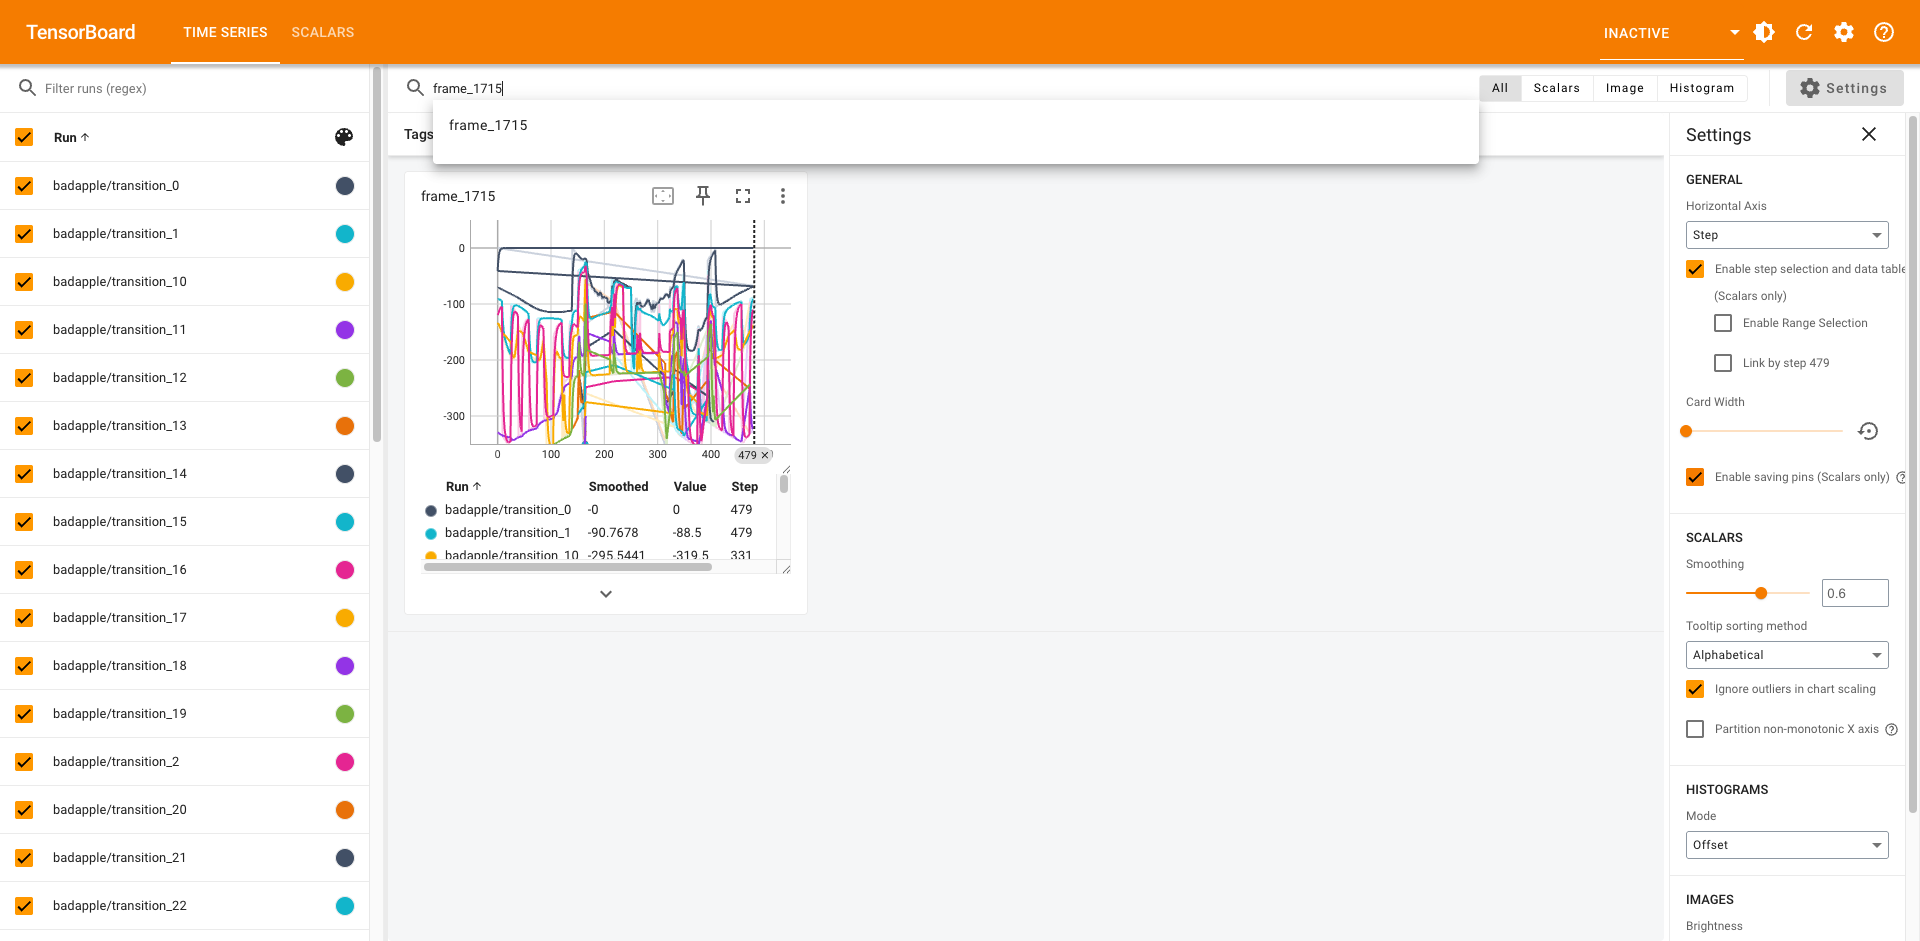 TensorBoard
TIME SERIES
SCALARS
INACTIVE
Filter runs (regex)
frame_1715
All
Scalars
Image
Histogram
Settings
frame_1715
Run
Tags
Settings
badapple/transition_0
badapple/transition_1
badapple/transition_10
badapple/transition_11
badapple/transition_12
badapple/transition_13
badapple/transition_14
badapple/transition_15
badapple/transition_16
badapple/transition_17
badapple/transition_18
badapple/transition_19
badapple/transition_2
badapple/transition_20
badapple/transition_21
badapple/transition_22
frame_1715
0
-100
-200
-300
0 100 200 300 400 479
Run Smoothed Value Step
badapple/transition_0 -0 0 479
badapple/transition_1 -90.7678 -88.5 479
badapple/transition_10 -295.5441 -319.5 331
GENERAL
Horizontal Axis
Step
Enable step selection and data table
(Scalars only)
Enable Range Selection
Link by step 479
Card Width
Enable saving pins (Scalars only)
SCALARS
Smoothing
0.6
Tooltip sorting method
Alphabetical
Ignore outliers in chart scaling
Partition non-monotonic X axis
HISTOGRAMS
Mode
Offset
IMAGES
Brightness